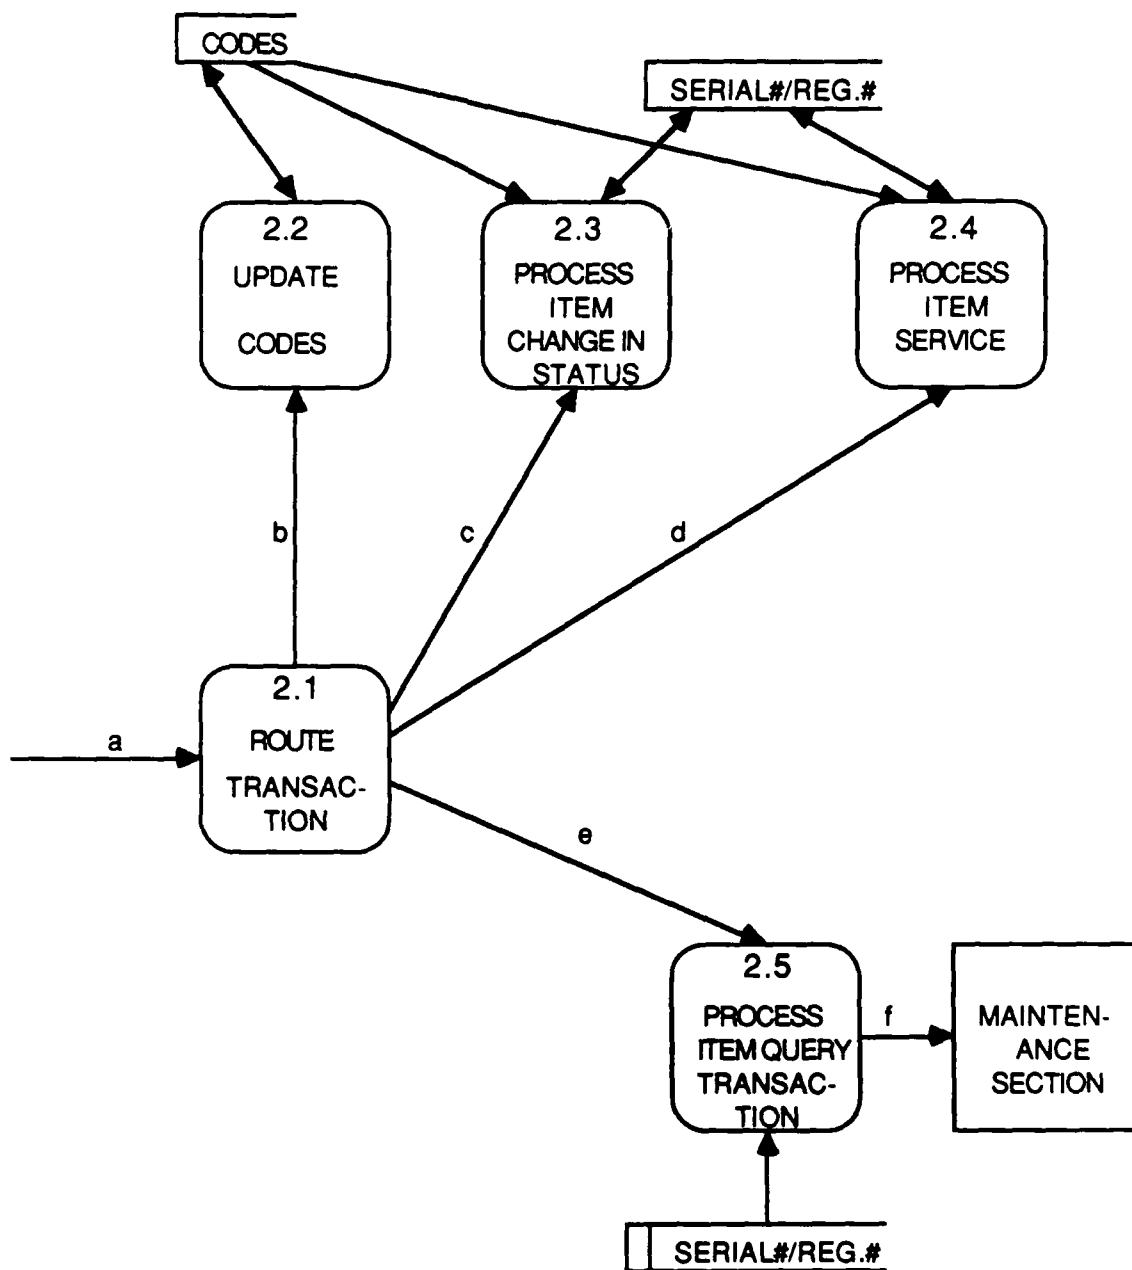 CODES
SERIAL#/REG.#
2.2
UPDATE
CODES
2.3
PROCESS
ITEM
CHANGE IN
STATUS
2.4
PROCESS
ITEM
SERVICE
b
c
d
a
2.1
ROUTE
TRANSAC-
TION
e
2.5
PROCESS
ITEM QUERY
TRANSAC-
TION
f
MAINTEN-
ANCE
SECTION
SERIAL#/REG.#